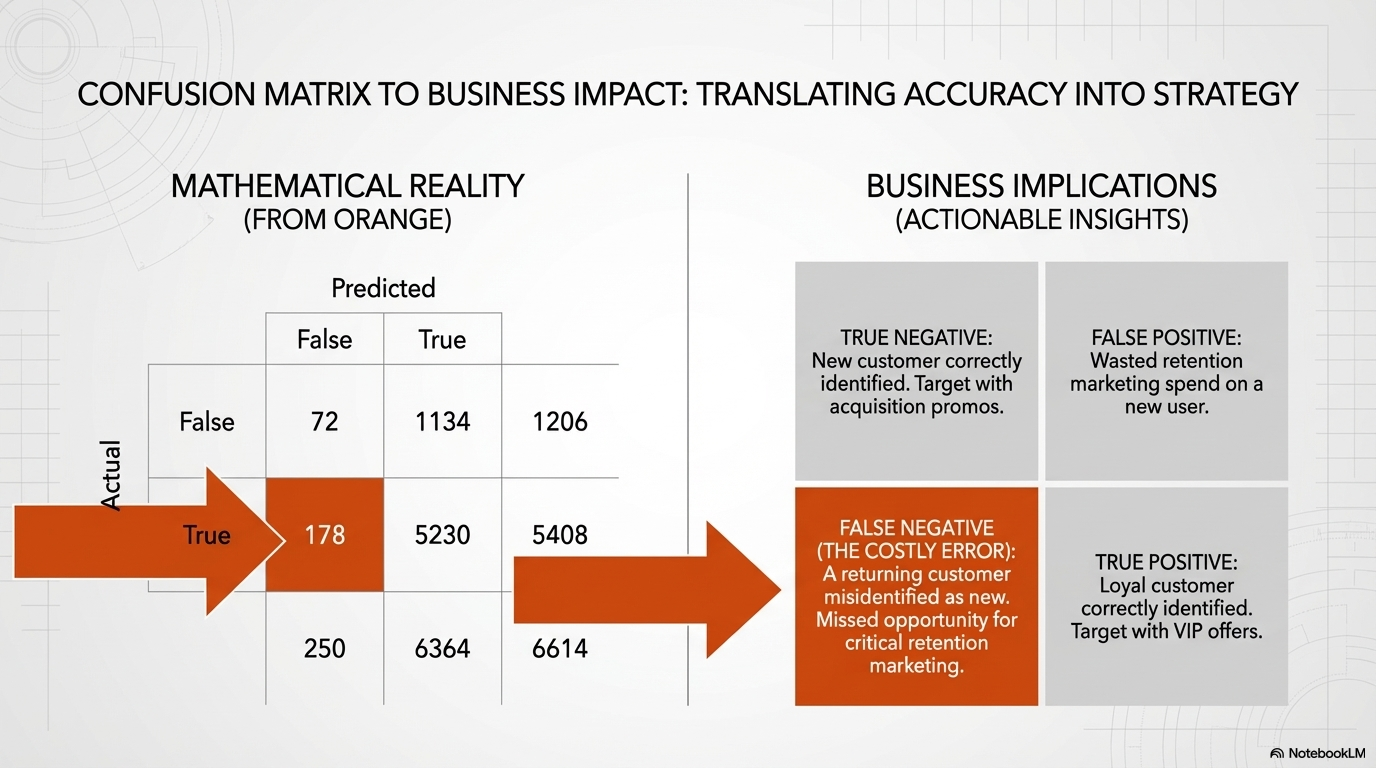 CONFUSION MATRIX TO BUSINESS IMPACT: TRANSLATING ACCURACY INTO STRATEGY
MATHEMATICAL REALITY
(FROM ORANGE)
Predicted
False True
Actual
False 72 1134 1206
True 178 5230 5408
250 6364 6614
BUSINESS IMPLICATIONS
(ACTIONABLE INSIGHTS)
TRUE NEGATIVE:
New customer correctly
identified. Target with
acquisition promos.
FALSE POSITIVE:
Wasted retention
marketing spend on a
new user.
FALSE NEGATIVE
(THE COSTLY ERROR):
A returning customer
misidentified as new.
Missed opportunity for
critical retention
marketing.
TRUE POSITIVE:
Loyal customer
correctly identified.
Target with VIP offers.
NotebookLM